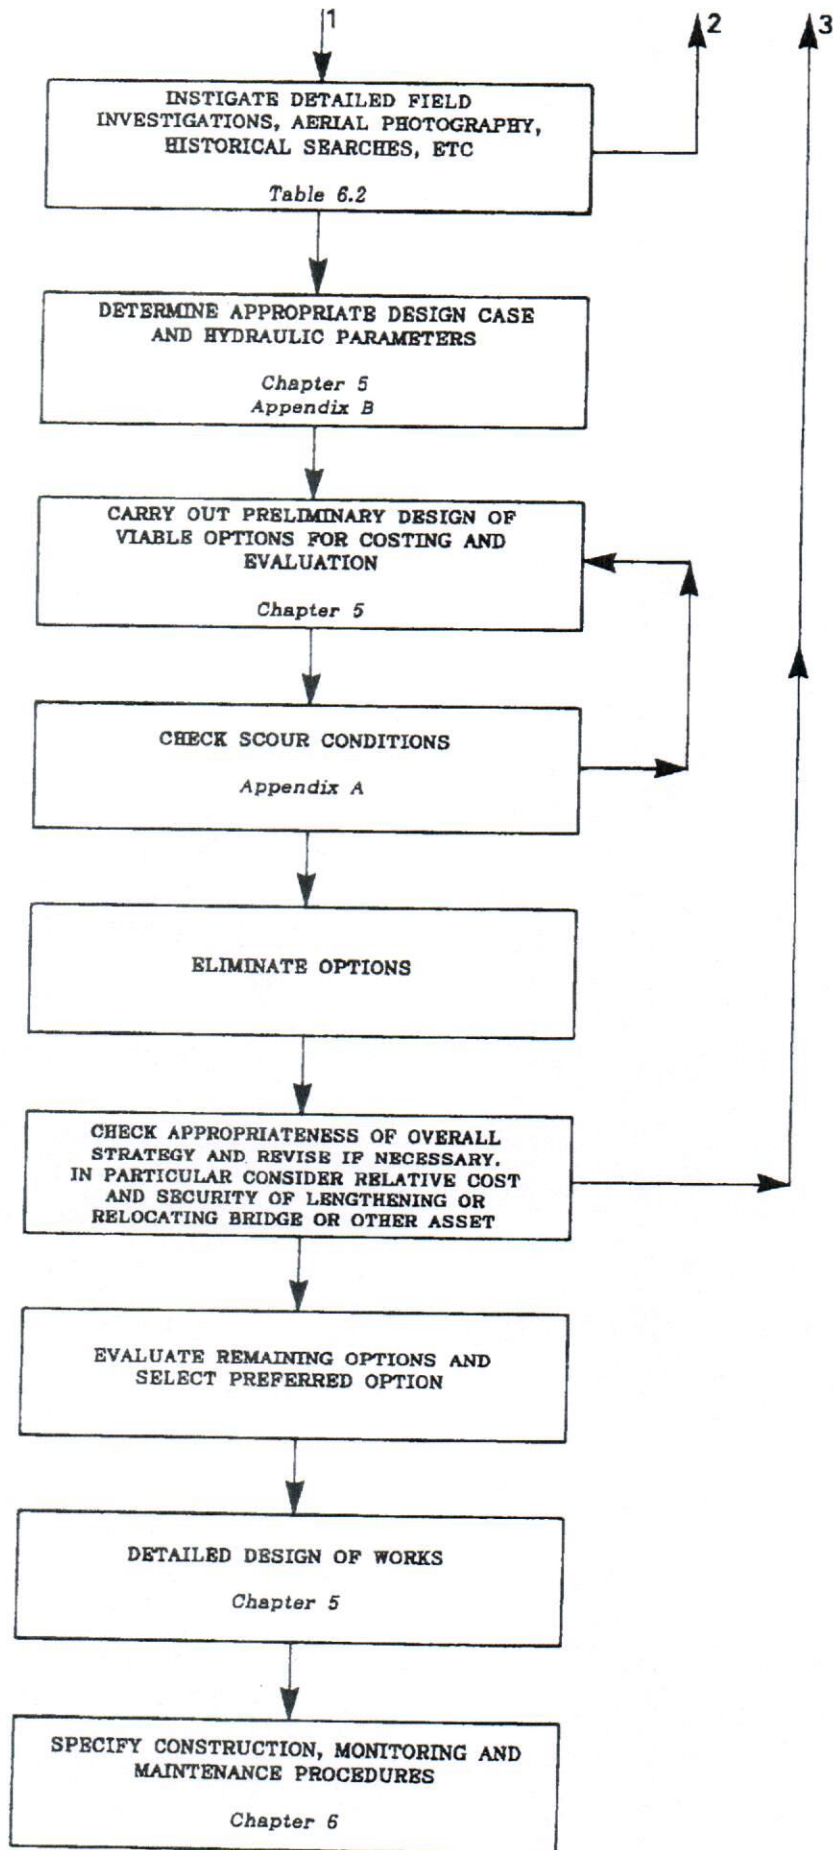 1
2
3
INSTIGATE DETAILED FIELD
INVESTIGATIONS, AERIAL PHOTOGRAPHY,
HISTORICAL SEARCHES, ETC
Table 6.2
DETERMINE APPROPRIATE DESIGN CASE
AND HYDRAULIC PARAMETERS
Chapter 5
Appendix B
CARRY OUT PRELIMINARY DESIGN OF
VIABLE OPTIONS FOR COSTING AND
EVALUATION
Chapter 5
CHECK SCOUR CONDITIONS
Appendix A
ELIMINATE OPTIONS
CHECK APPROPRIATENESS OF OVERALL
STRATEGY AND REVISE IF NECESSARY.
IN PARTICULAR CONSIDER RELATIVE COST
AND SECURITY OF LENGTHENING OR
RELOCATING BRIDGE OR OTHER ASSET
EVALUATE REMAINING OPTIONS AND
SELECT PREFERRED OPTION
DETAILED DESIGN OF WORKS
Chapter 5
SPECIFY CONSTRUCTION, MONITORING AND
MAINTENANCE PROCEDURES
Chapter 6